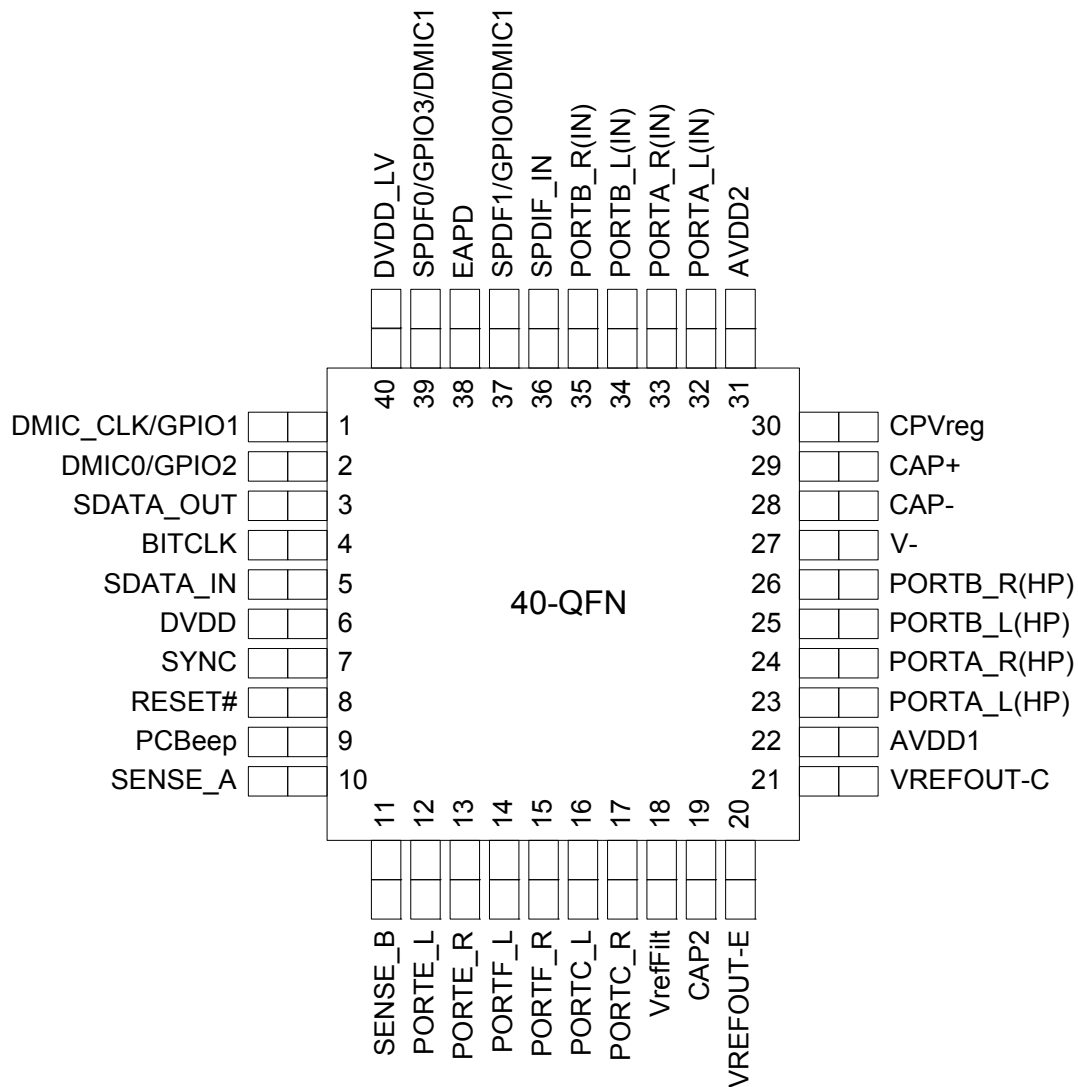 DVDD_LV
SPDF0/GPIO3/DMIC1
EAPD
SPDF1/GPIO0/DMIC1
SPDIF_IN
PORTB_R(IN)
PORTB_L(IN)
PORTA_R(IN)
PORTA_L(IN)
AVDD2
40
39
38
37
36
35
34
33
32
31
DMIC_CLK/GPIO1 1
DMIC0/GPIO2 2
SDATA_OUT 3
BITCLK 4
SDATA_IN 5
DVDD 6
SYNC 7
RESET# 8
PCBeep 9
SENSE_A 10
40-QFN
30 CPVreg
29 CAP+
28 CAP-
27 V-
26 PORTB_R(HP)
25 PORTB_L(HP)
24 PORTA_R(HP)
23 PORTA_L(HP)
22 AVDD1
21 VREFOUT-C
11
12
13
14
15
16
17
18
19
20
SENSE_B
PORTE_L
PORTE_R
PORTF_L
PORTF_R
PORTC_L
PORTC_R
VrefFilt
CAP2
VREFOUT-E